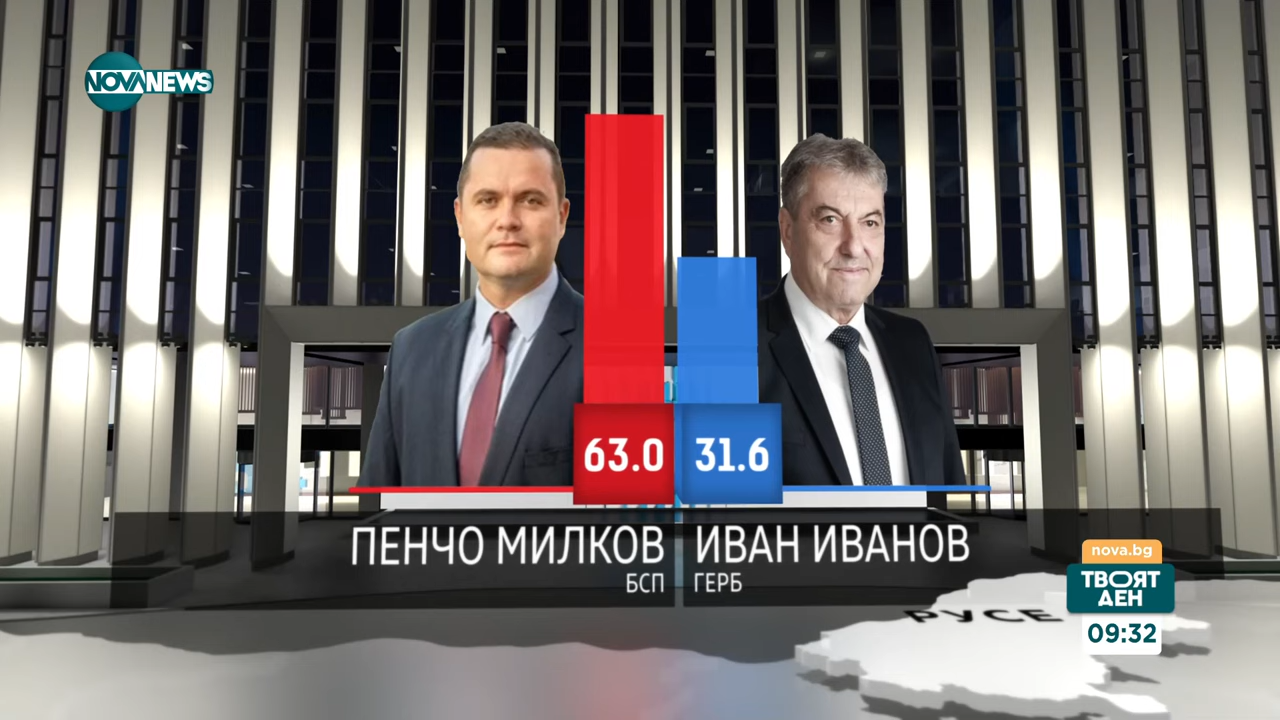 NOVANEWS
63.0
31.6
ПЕНЧО МИЛКОВ
ИВАН ИВАНОВ
БСП
ГЕРБ
РУСЕ
nova.bg
ТВОЯТ
ДЕН
09:32